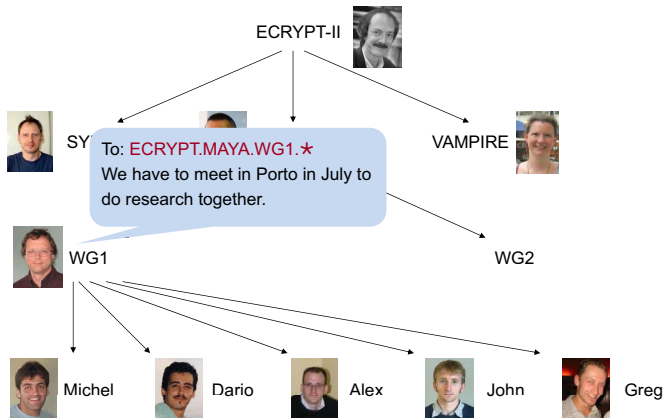 ECRYPT-II
VAMPIRE
To: ECRYPT.MAYA.WG1.*
We have to meet in Porto in July to
do research together.
WG1
WG2
Michel
Dario
Alex
John
Greg